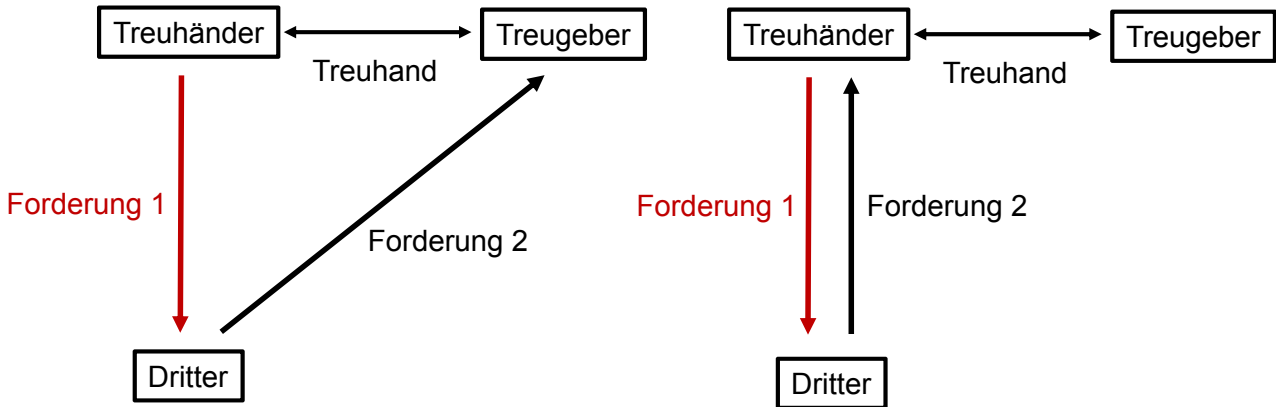 Treuhänder
Treugeber
Treuhand
Forderung 1
Forderung 2
Dritter
Treuhänder
Treugeber
Treuhand
Forderung 1
Forderung 2
Dritter